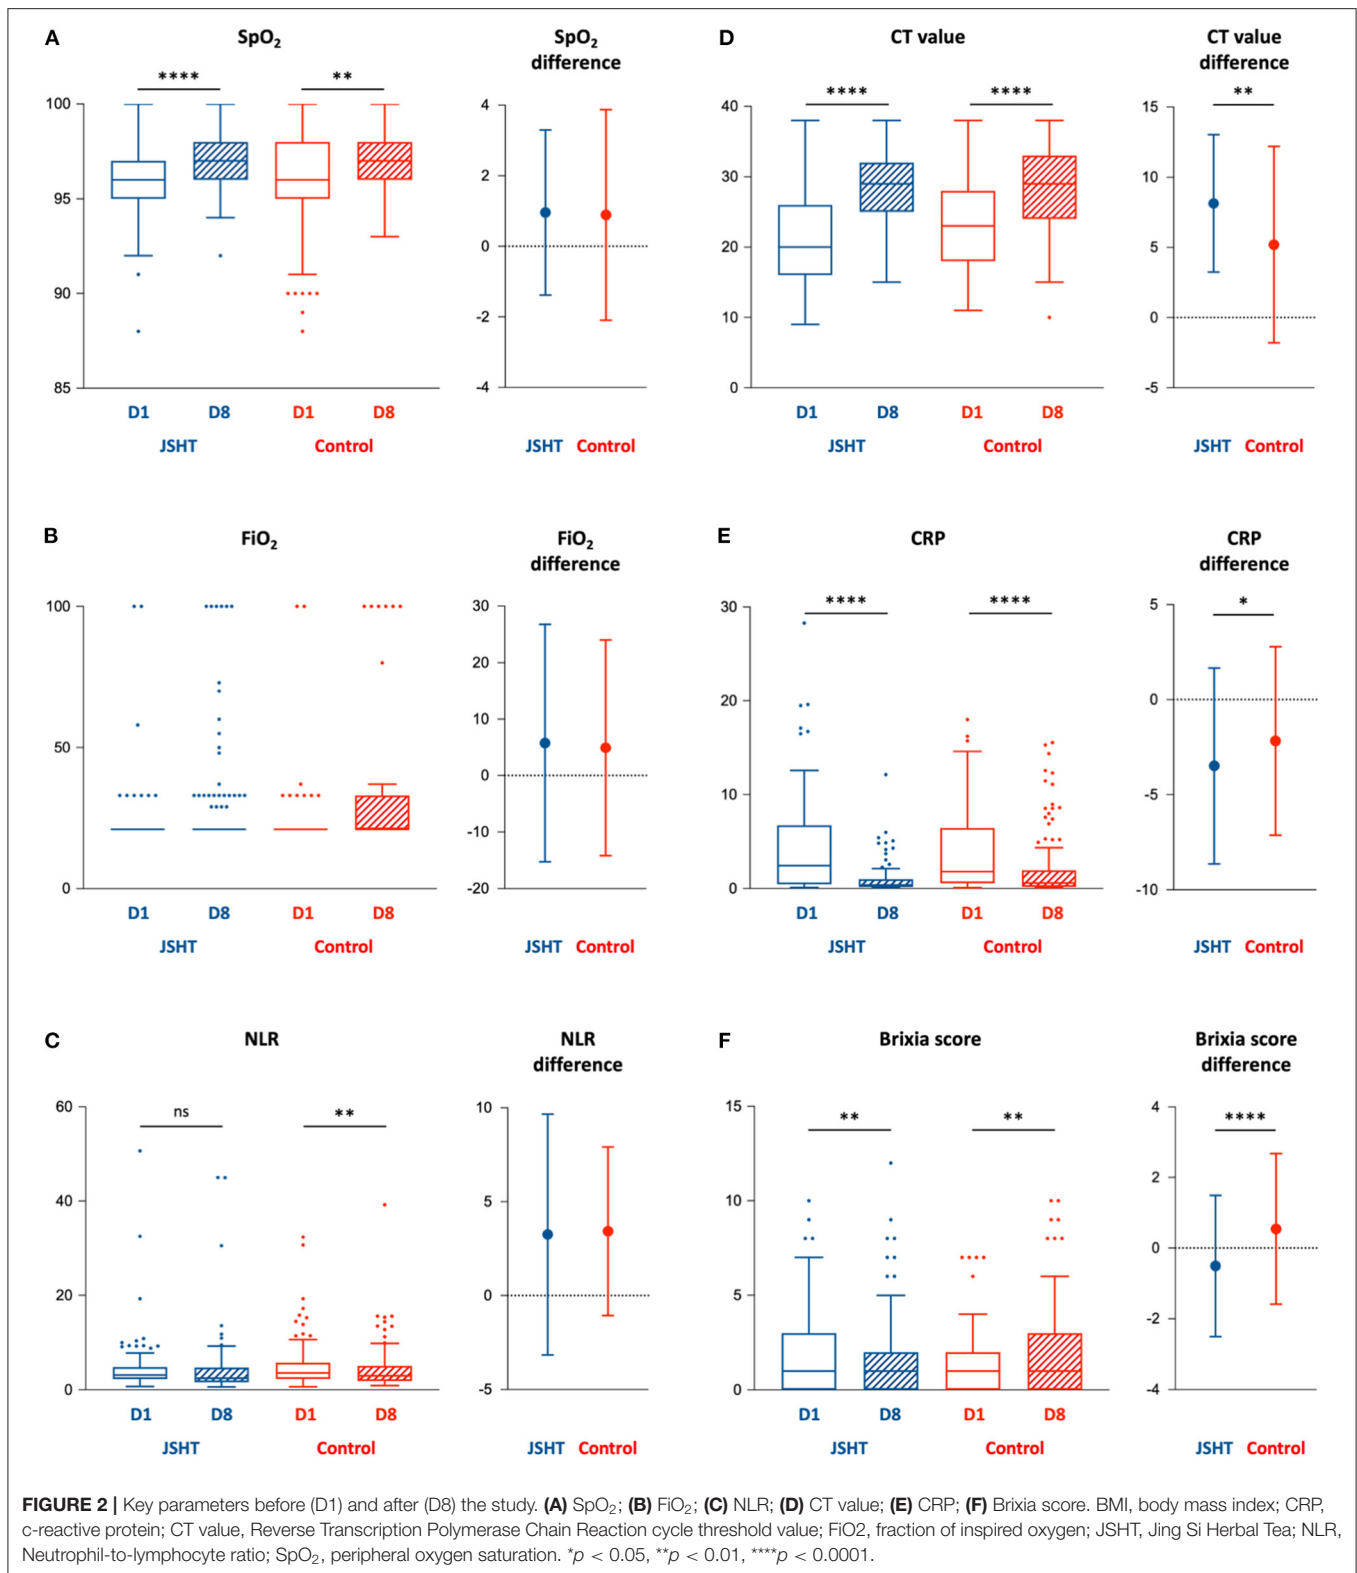 A
SpO2
SpO2
difference
****
**
100
95
90
85
4
2
0
-2
-4
D1
D8
D1
D8
JSHT
Control
JSHT
Control
D
CT value
CT value
difference
****
****
**
40
30
20
10
0
15
10
5
0
-5
D1
D8
D1
D8
JSHT
Control
JSHT
Control
B
FiO2
FiO2
difference
100
50
0
30
20
10
0
-10
-20
D1
D8
D1
D8
JSHT
Control
JSHT
Control
E
CRP
CRP
difference
****
****
*
30
20
10
0
5
0
-5
-10
D1
D8
D1
D8
JSHT
Control
JSHT
Control
C
NLR
NLR
difference
ns
**
60
40
20
0
10
5
0
-5
D1
D8
D1
D8
JSHT
Control
JSHT
Control
F
Brixia score
Brixia score
difference
**
**
****
15
10
5
0
4
2
0
-2
-4
D1
D8
D1
D8
JSHT
Control
JSHT
Control
FIGURE 2 | Key parameters before (D1) and after (D8) the study. (A) SpO2; (B) FiO2; (C) NLR; (D) CT value; (E) CRP; (F) Brixia score. BMI, body mass index; CRP,
c-reactive protein; CT value, Reverse Transcription Polymerase Chain Reaction cycle threshold value; FiO2, fraction of inspired oxygen; JSHT, Jing Si Herbal Tea; NLR,
Neutrophil-to-lymphocyte ratio; SpO2, peripheral oxygen saturation. *p < 0.05, **p < 0.01, ****p < 0.0001.